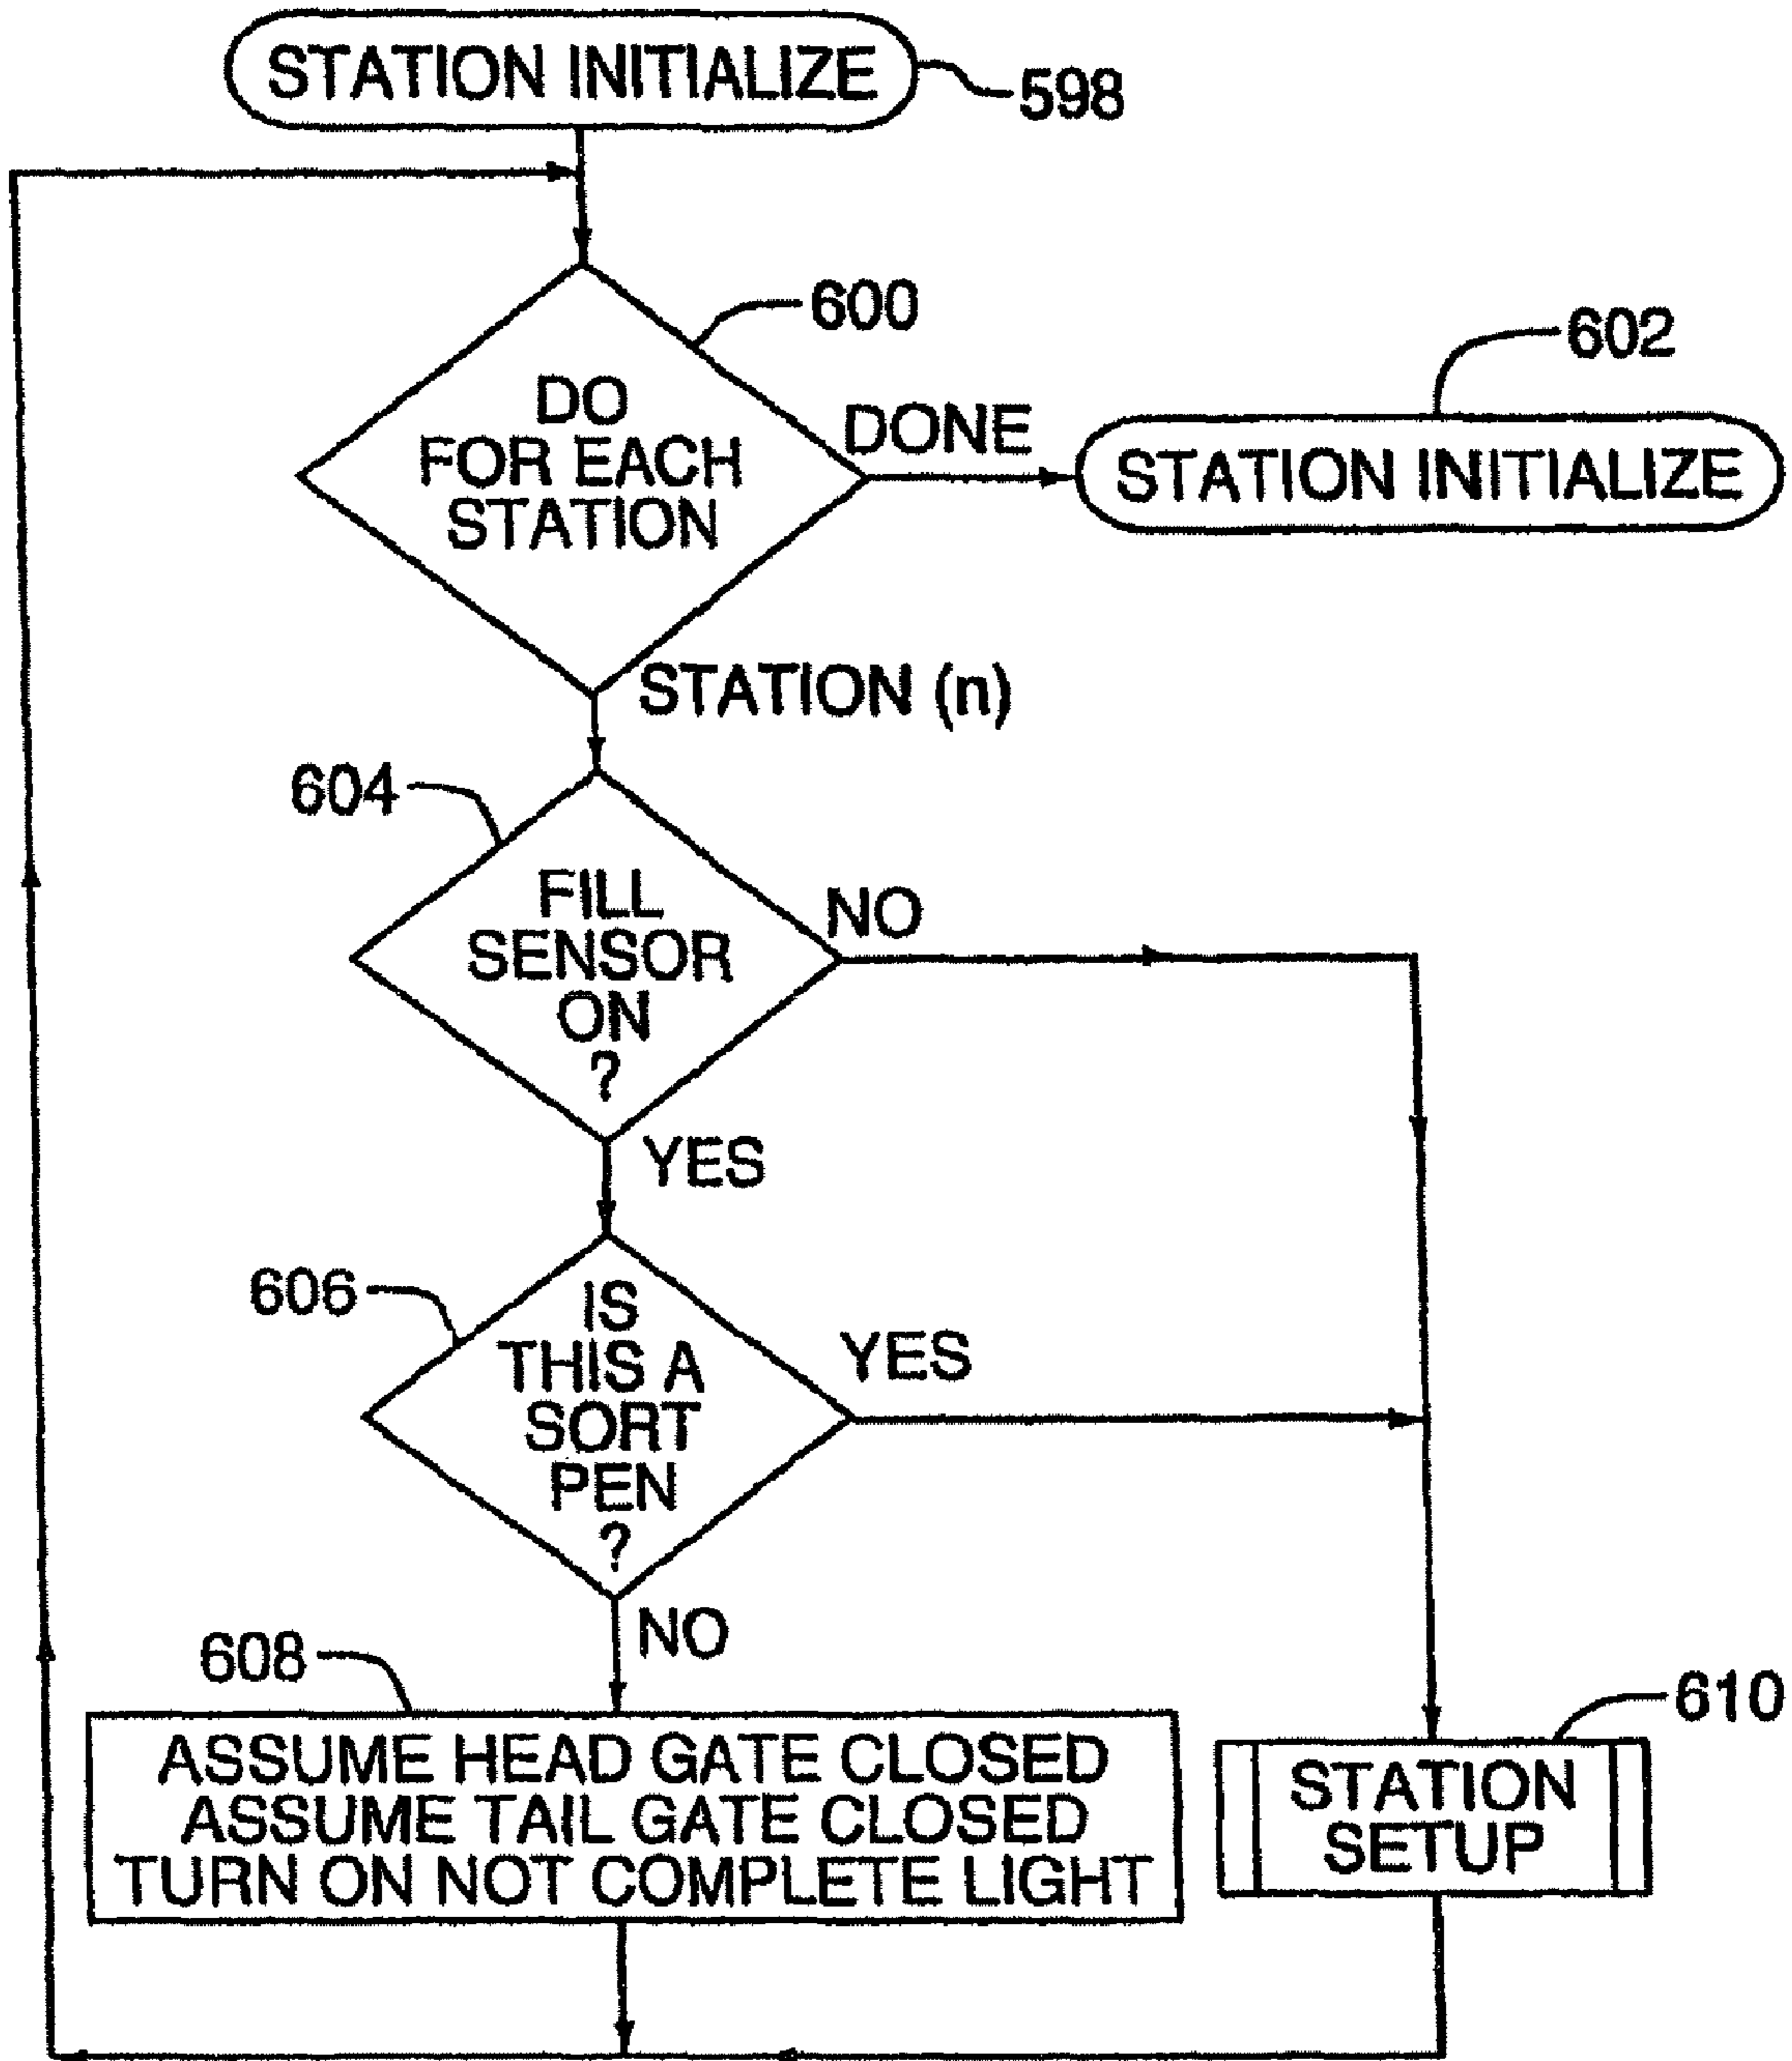 STATION INITIALIZE
598
600
602
DO
FOR EACH
STATION
DONE
STATION INITIALIZE
STATION (n)
604
FILL
SENSOR
ON
?
NO
YES
606
IS
THIS A
SORT
PEN
?
YES
NO
608
610
ASSUME HEAD GATE CLOSED
ASSUME TAIL GATE CLOSED
TURN ON NOT COMPLETE LIGHT
STATION
SETUP